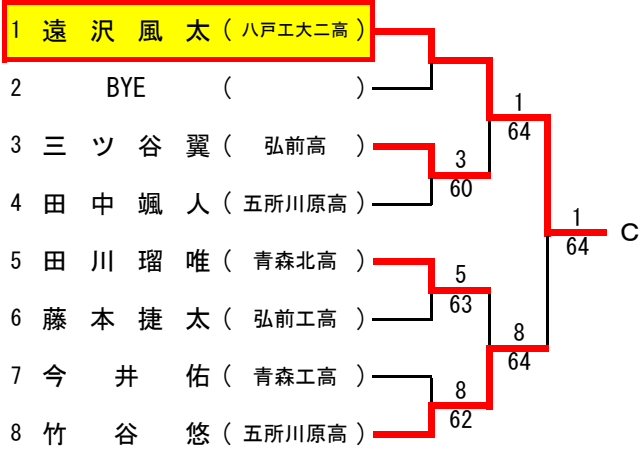 1 遠沢風太 ( 八戸工大二高 )
2 BYE ( )
1
64
3 三ツ谷翼 ( 弘前高 )
3
60
4 田中颯人 ( 五所川原高 )
1
64
C
5 田川瑠唯 ( 青森北高 )
5
63
6 藤本捷太 ( 弘前工高 )
8
64
7 今井佑 ( 青森工高 )
8
62
8 竹谷悠 ( 五所川原高 )